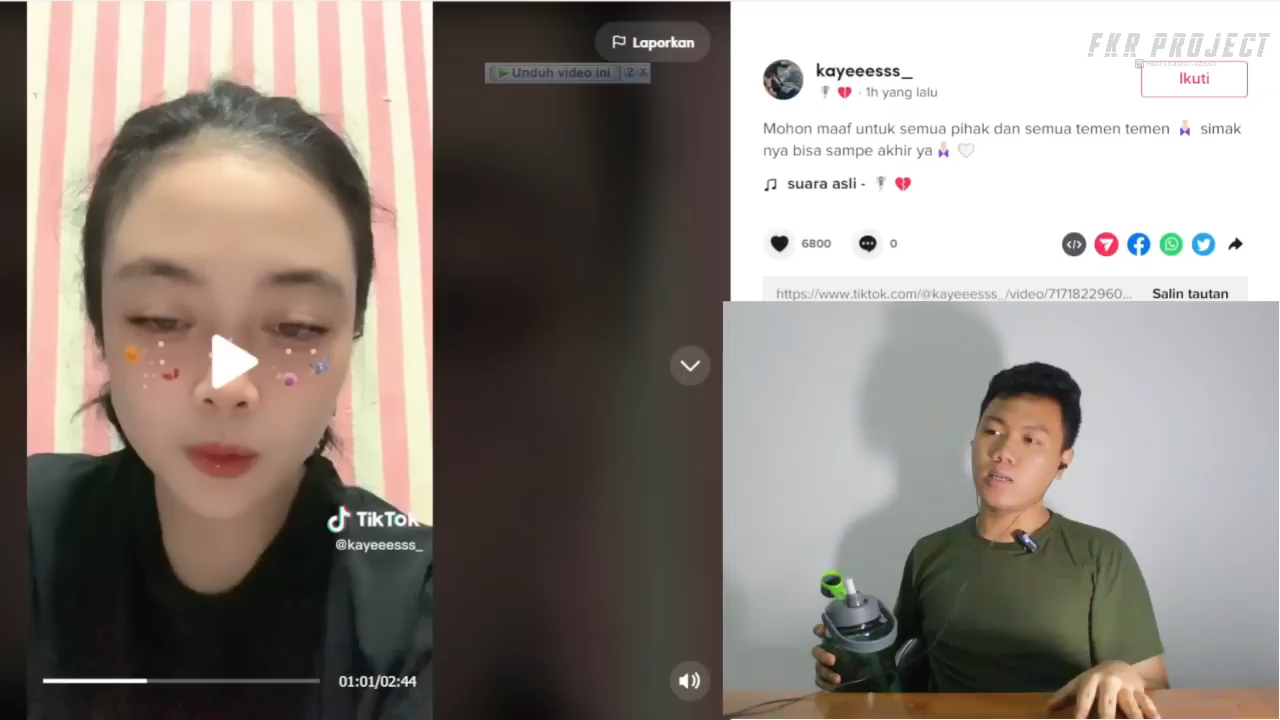 Laporkan
Unduh video ini
TikTok
@kayeeesss_
01:01/02:44
FKR PROJECT
kayeeesss_
· 1h yang lalu
Ikuti
Mohon maaf untuk semua pihak dan semua temen temen 🙏🏻 simak
nya bisa sampe akhir ya🙏🏻 🤍
suara asli - 💔
6800
0
https://www.tiktok.com/@kayeeesss_/video/7171822960...
Salin tautan